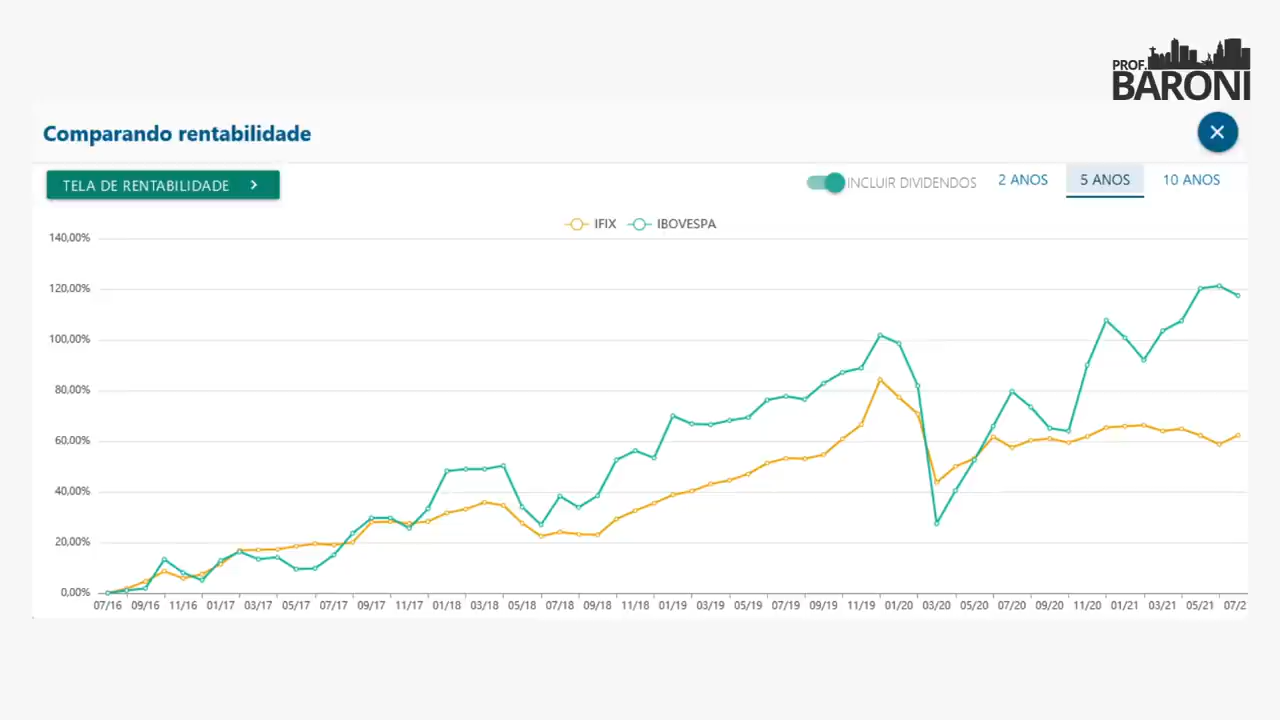 PROF.
BARONI
Comparando rentabilidade
TELA DE RENTABILIDADE
INCLUIR DIVIDENDOS
2 ANOS
5 ANOS
10 ANOS
IFIX
IBOVESPA
140,00%
120,00%
100,00%
80,00%
60,00%
40,00%
20,00%
0,00%
07/16 09/16 11/16 01/17 03/17 05/17 07/17 09/17 11/17 01/18 03/18 05/18 07/18 09/18 11/18 01/19 03/19 05/19 07/19 09/19 11/19 01/20 03/20 05/20 07/20 09/20 11/20 01/21 03/21 05/21 07/2